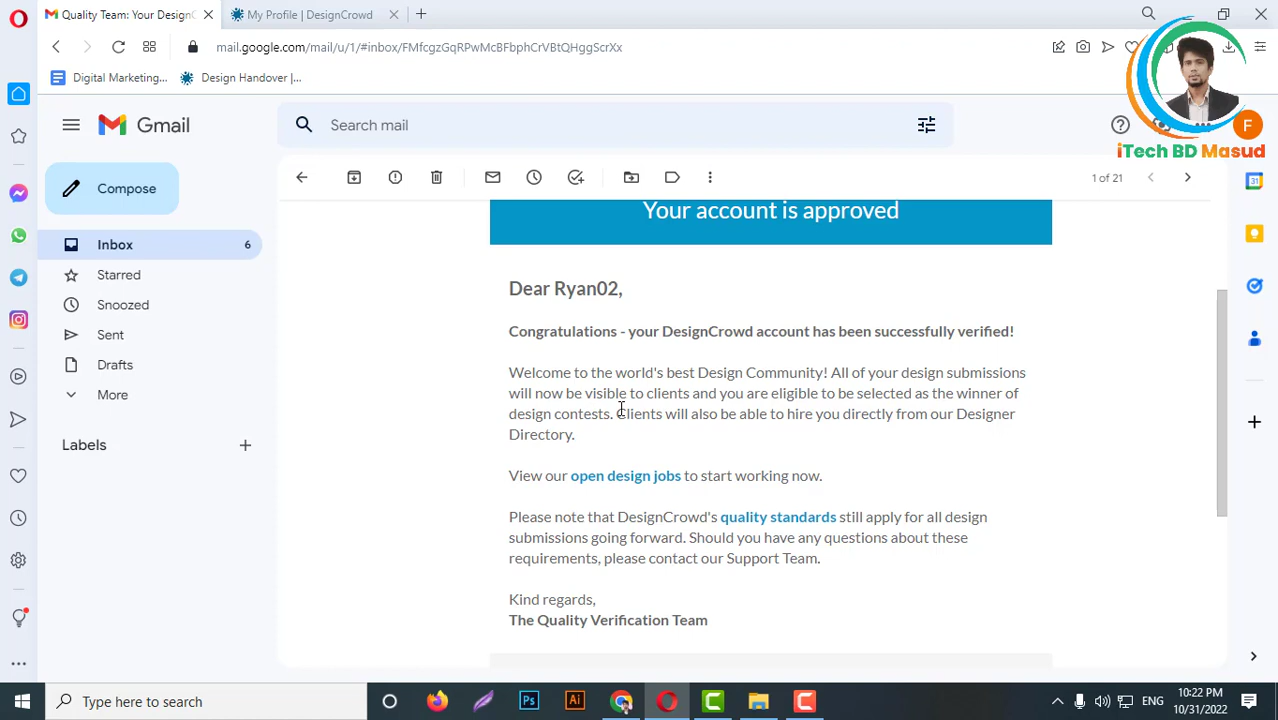 Quality Team: Your DesignC
My Profile | DesignCrowd
mail.google.com/mail/u/1/#inbox/FMfcgzGqRPwMcBFbphCrVBtQHggScrXx
Digital Marketing...
Design Handover |...
Gmail
Search mail
F
iTech BD Masud
Compose
1 of 21
Inbox 6
Starred
Snoozed
Sent
Drafts
More
Labels
Your account is approved
Dear Ryan02,
Congratulations - your DesignCrowd account has been successfully verified!
Welcome to the world's best Design Community! All of your design submissions
will now be visible to clients and you are eligible to be selected as the winner of
design contests. Clients will also be able to hire you directly from our Designer
Directory.
View our open design jobs to start working now.
Please note that DesignCrowd's quality standards still apply for all design
submissions going forward. Should you have any questions about these
requirements, please contact our Support Team.
Kind regards,
The Quality Verification Team
Type here to search
Ps
Ai
ENG
10:22 PM
10/31/2022